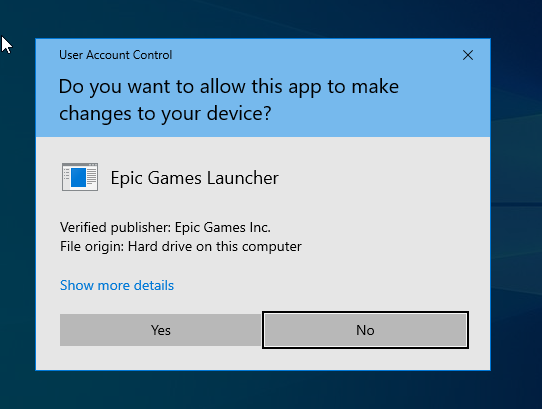 User Account Control
Do you want to allow this app to make
changes to your device?
Epic Games Launcher
Verified publisher: Epic Games Inc.
File origin: Hard drive on this computer
Show more details
Yes
No